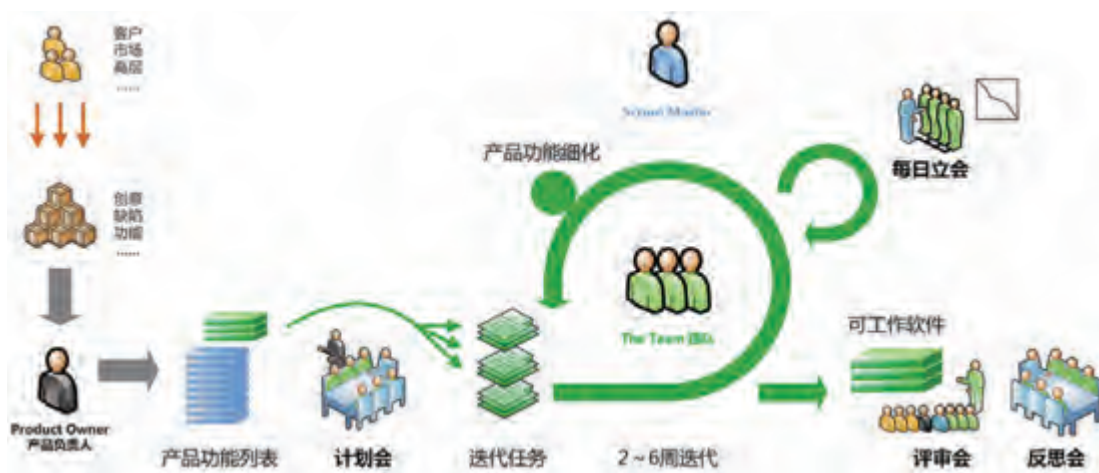 客户
市场
高层
……
创意
缺陷
功能
……
Product Owner
产品负责人
产品功能列表
计划会
迭代任务
产品功能细化
Scrum Master
The Team 团队
2~6周迭代
每日立会
可工作软件
评审会
反思会